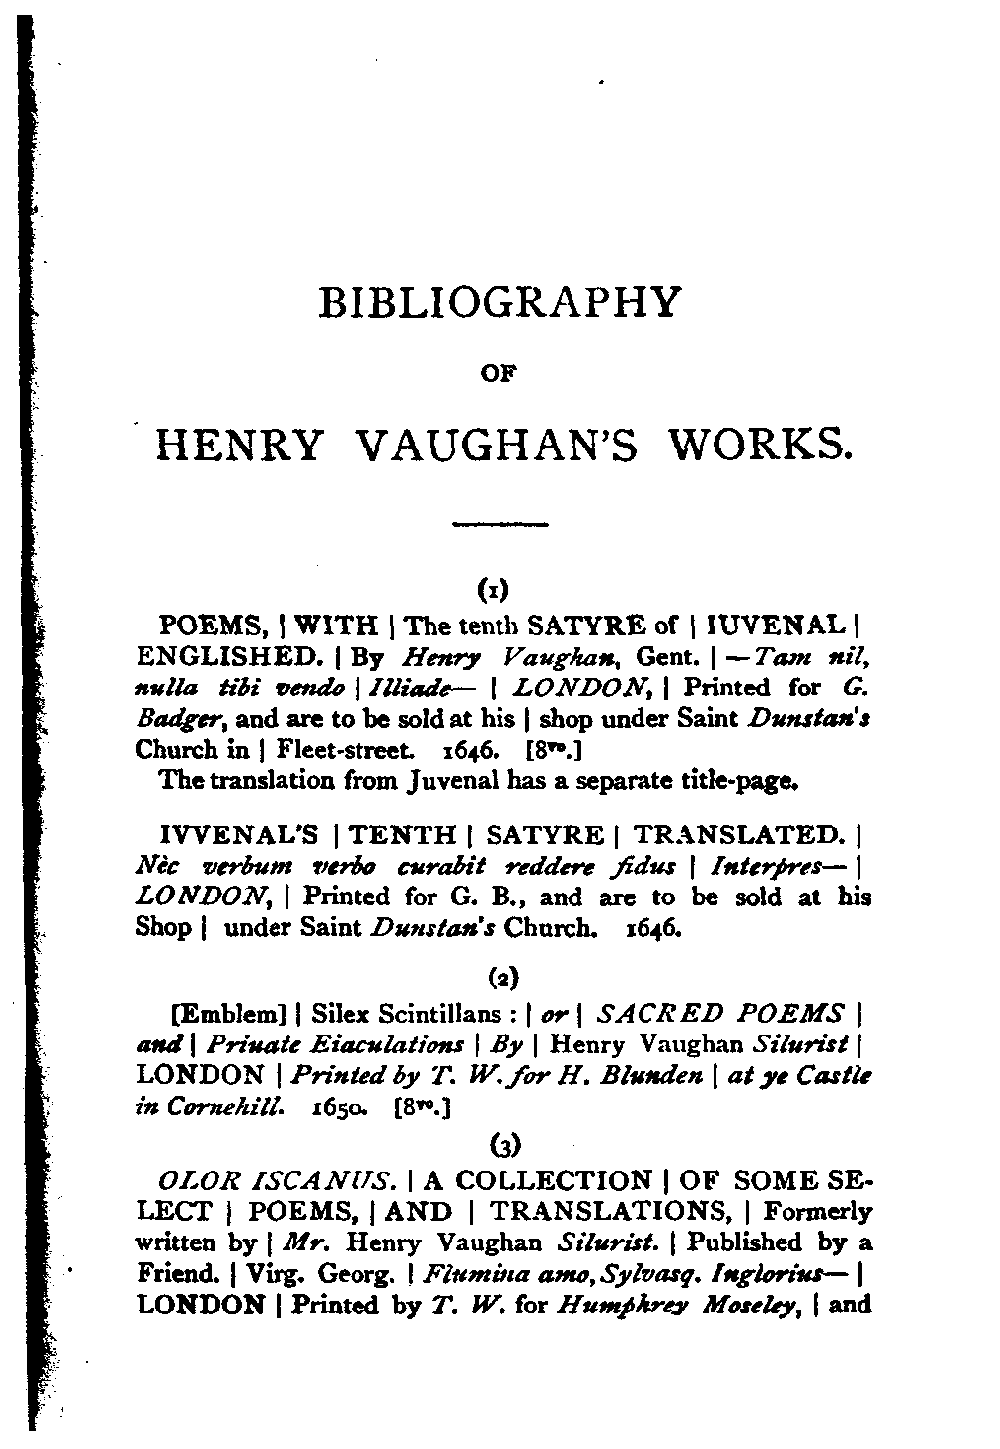 BIBLIOGRAPHY
OF
HENRY VAUGHAN'S WORKS.
(1)
POEMS, | WITH | The tenth SATYRE of | IUVENAL |
ENGLISHED. | By Henry Vaughan, Gent. | —Tam nil,
nulla tibi vendo | Illiade— | LONDON, | Printed for G.
Badger, and are to be sold at his | shop under Saint Dunstan's
Church in | Fleet-street. 1646. [8vo.]
The translation from Juvenal has a separate title-page.
IVVENAL'S | TENTH | SATYRE | TRANSLATED. |
Nèc verbum verbo curabit reddere fidus | Interpres— |
LONDON, | Printed for G. B., and are to be sold at his
Shop | under Saint Dunstan's Church. 1646.
(2)
[Emblem] | Silex Scintillans : | or | SACRED POEMS |
and | Priuate Eiaculations | By | Henry Vaughan Silurist |
LONDON | Printed by T. W. for H. Blunden | at ye Castle
in Cornehill. 1650. [8vo.]
(3)
OLOR ISCANUS. | A COLLECTION | OF SOME SE-
LECT | POEMS, | AND | TRANSLATIONS, | Formerly
written by | Mr. Henry Vaughan Silurist. | Published by a
Friend. | Virg. Georg. | Flumina amo, Sylvasq. Inglorius— |
LONDON | Printed by T. W. for Humphrey Moseley, | and